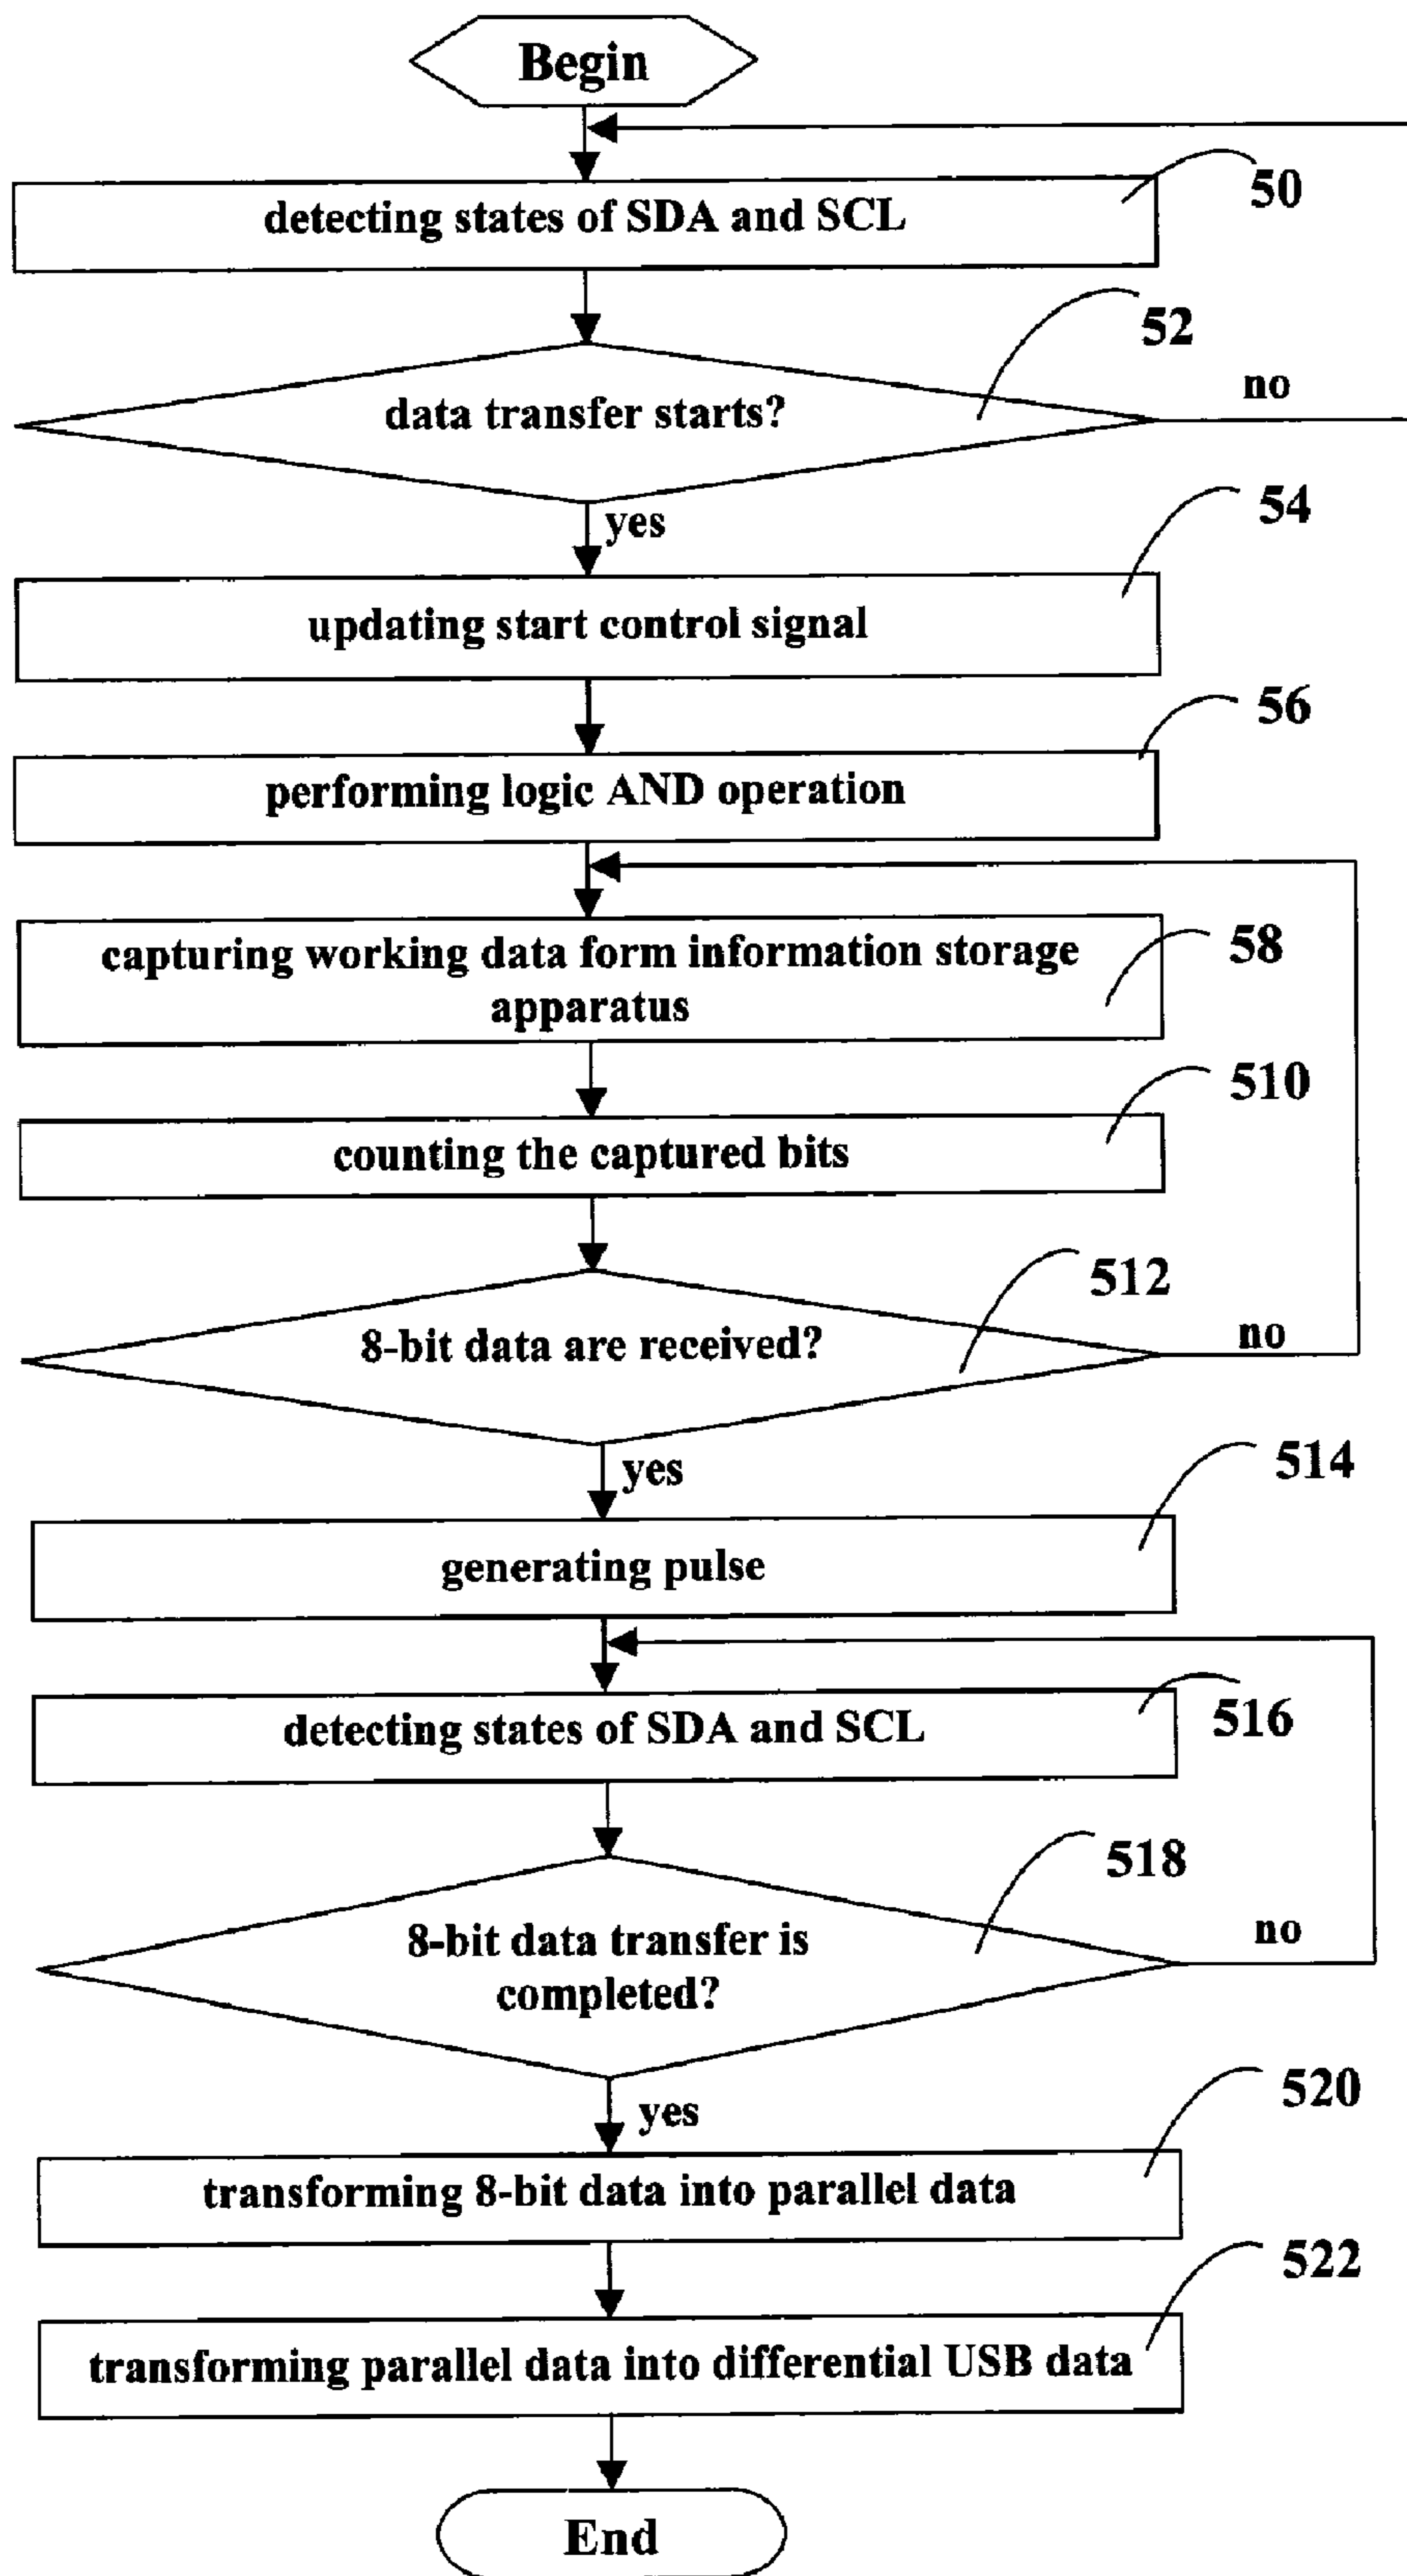 Begin
detecting states of SDA and SCL
50
data transfer starts?
52
no
yes
updating start control signal
54
performing logic AND operation
56
capturing working data form information storage
apparatus
58
counting the captured bits
510
8-bit data are received?
512
no
yes
generating pulse
514
detecting states of SDA and SCL
516
8-bit data transfer is
completed?
518
no
yes
transforming 8-bit data into parallel data
520
transforming parallel data into differential USB data
522
End